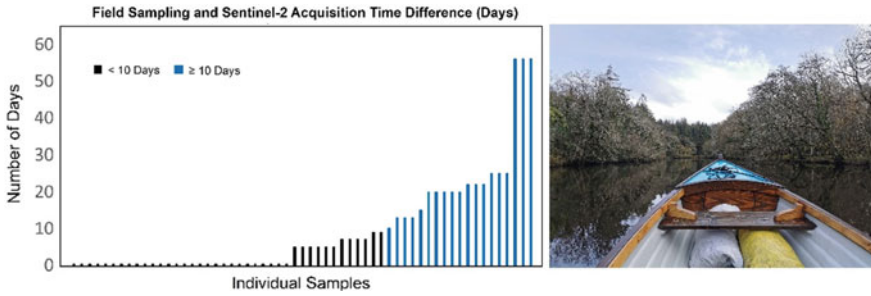 Field Sampling and Sentinel-2 Acquisition Time Difference (Days)
60
50
40
30
20
10
0
Number of Days
< 10 Days ≥ 10 Days
Individual Samples